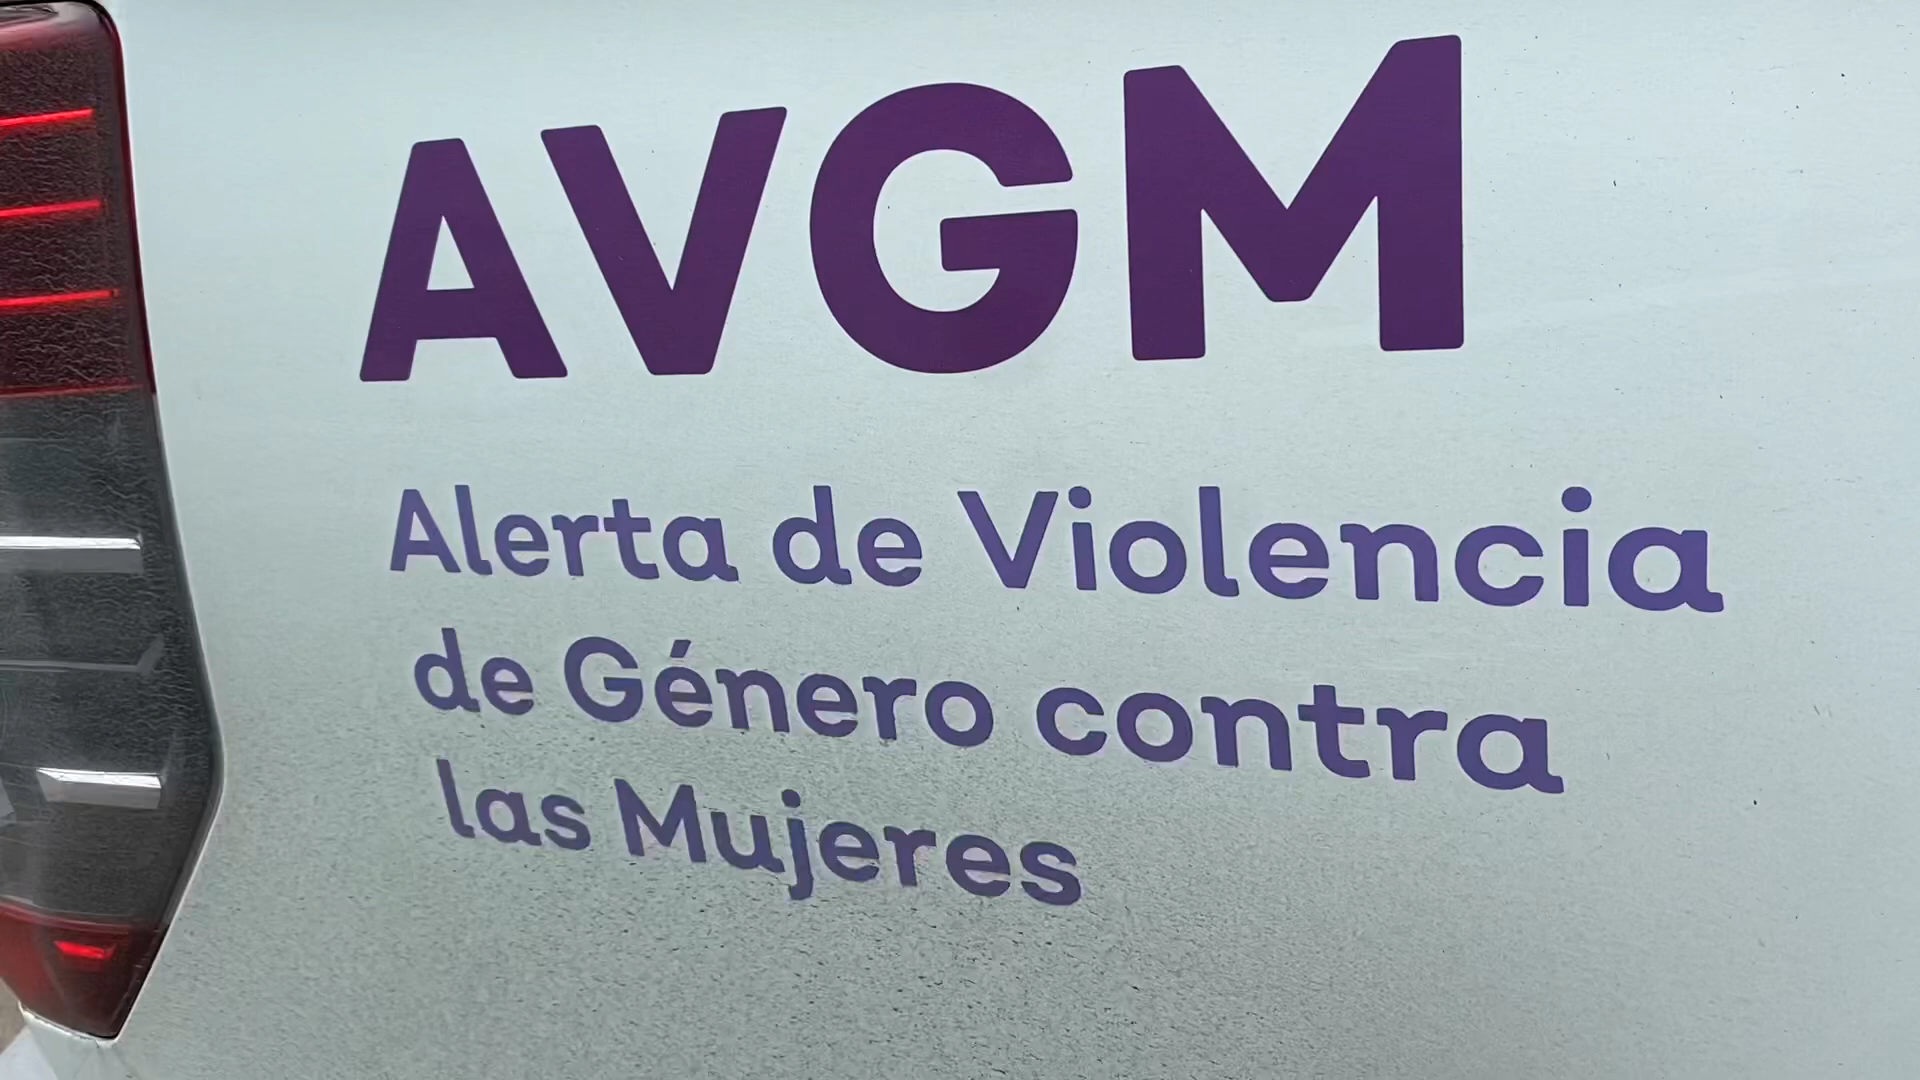 AVGM
Alerta de Violencia
de Género contra
las Mujeres